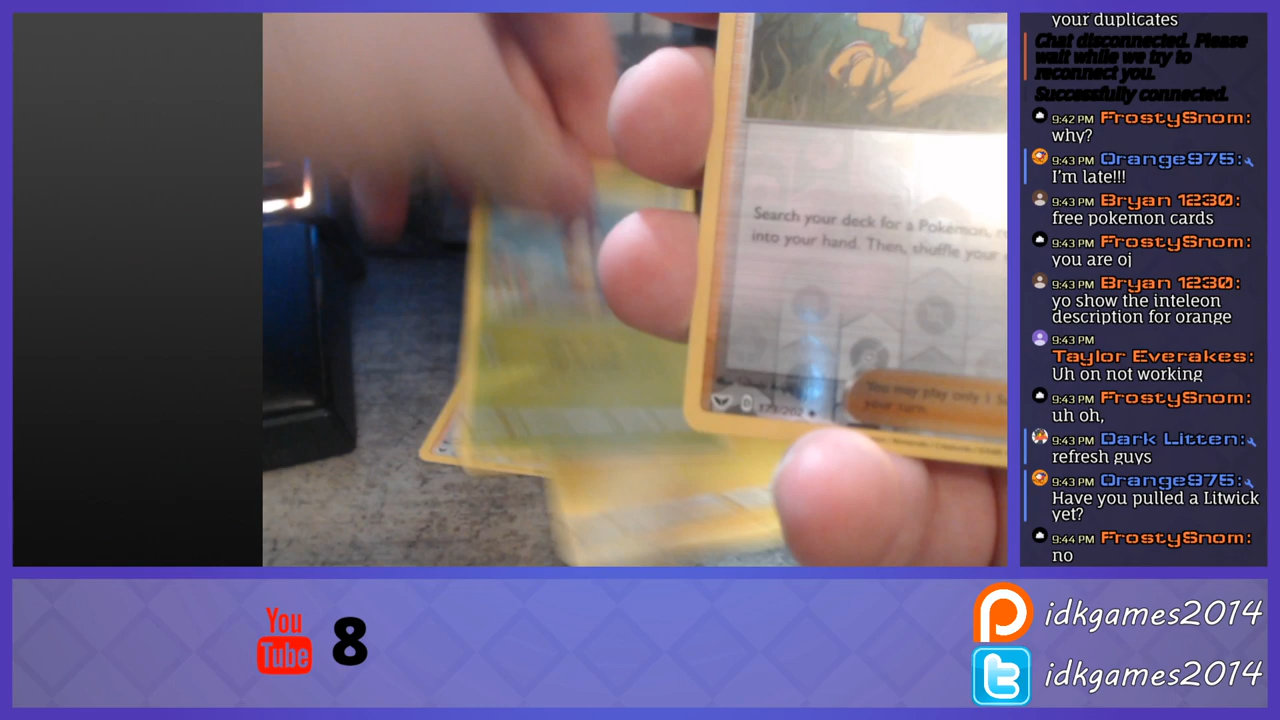 your duplicates
Chat disconnected. Please
wait while we try to
reconnect you.
Successfully connected.
9:42 PM FrostySnom:
why?
9:43 PM Orange975:
I'm late!!!
9:43 PM Bryan 1230:
free pokemon cards
9:43 PM FrostySnom:
you are oj
9:43 PM Bryan 1230:
yo show the inteleon
description for orange
9:43 PM
Taylor Everakes:
Uh on not working
9:43 PM FrostySnom:
uh oh,
9:43 PM Dark Litten:
refresh guys
9:43 PM Orange975:
Have you pulled a Litwick
yet?
9:44 PM FrostySnom:
no
Search your deck for a Pokémon,
into your hand. Then, shuffle your
You may play only 1
your turn.
You
Tube 8
idkgames2014
idkgames2014